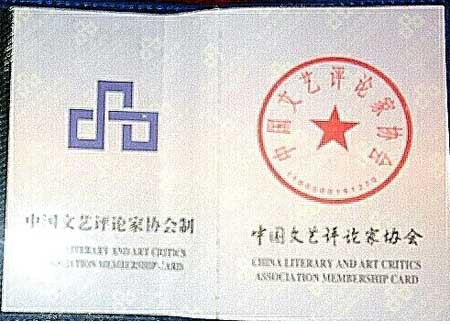 中国文艺评论家协会制
LITERARY AND ART CRITICS
ASSOCIATION MEMBERSHIP CARD
中国文艺评论家协会
中国文艺评论家协会
CHINA LITERARY AND ART CRITICS
ASSOCIATION MEMBERSHIP CARD